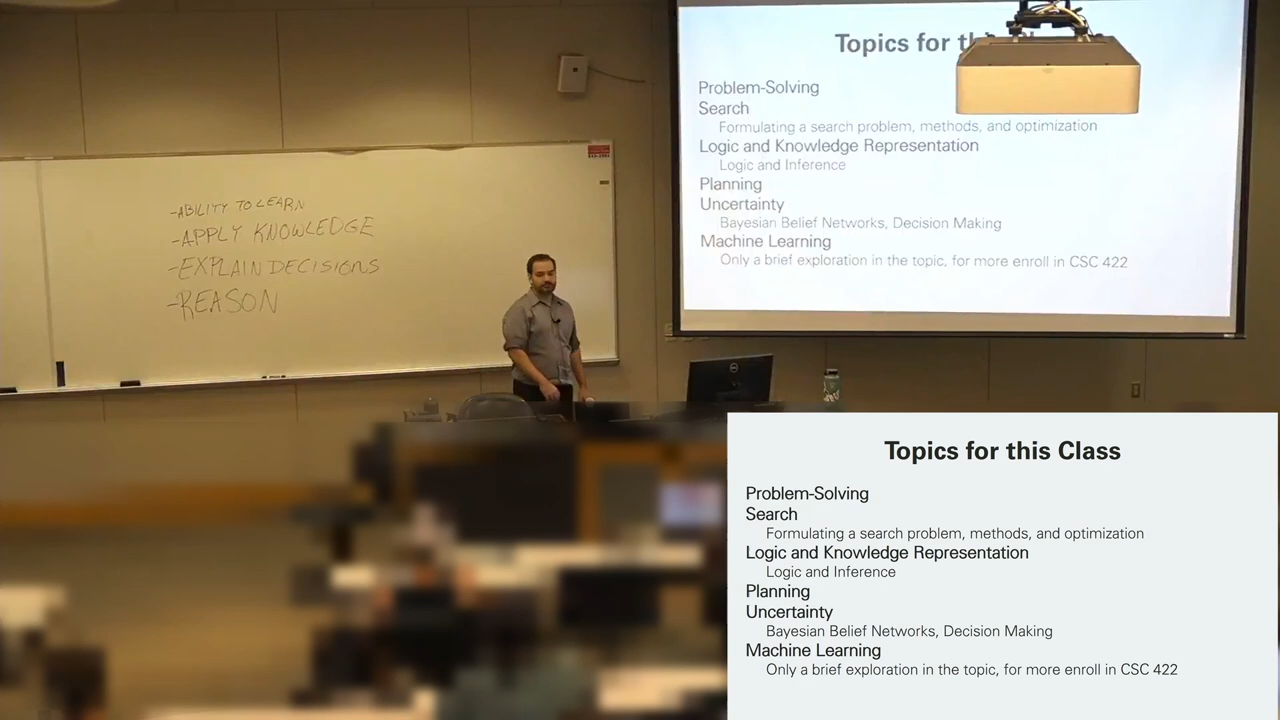 -ABILITY TO LEARN
-APPLY KNOWLEDGE
-EXPLAIN DECISIONS
-REASON
Topics for th
Problem-Solving
Search
Formulating a search problem, methods, and optimization
Logic and Knowledge Representation
Logic and Inference
Planning
Uncertainty
Bayesian Belief Networks, Decision Making
Machine Learning
Only a brief exploration in the topic, for more enroll in CSC 422
DELL
Topics for this Class
Problem-Solving
Search
Formulating a search problem, methods, and optimization
Logic and Knowledge Representation
Logic and Inference
Planning
Uncertainty
Bayesian Belief Networks, Decision Making
Machine Learning
Only a brief exploration in the topic, for more enroll in CSC 422